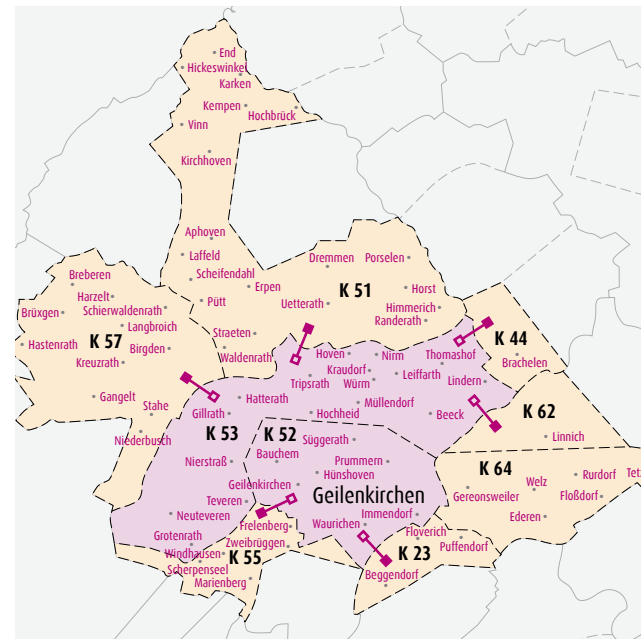 End
Hickeswinkel
Karken
Kempen
Hochbrück
Vinn
Kirchhoven
Aphoven
Laffeld
Dremmen
Porselen
Breberen
Scheifendahl
Erpen
Horst
Harzelt
K 51
Brüxgen
Schierwaldenrath
Pütt
Uetterath
Himmerich
Langbroich
Randerath
K 57
Straeten
K 44
Hastenrath
Birgden
Waldenrath
Hoven
Nirm
Thomashof
Brachelen
Kreuzrath
Kraudorf
Leiffarth
Tripsrath
Würm
Lindern
Gangelt
Hatterath
Müllendorf
Stahe
Gillrath
Hochheid
Beeck
K 62
Niederbusch
K 53
K 52
Süggerath
Linnich
Nierstraß
Bauchem
Prummern
K 64
Hünshoven
Rurdorf
Tetz
Geilenkirchen
Welz
Geilenkirchen
Gereonsweiler
Floßdorf
Teveren
Neuteveren
Immendorf
Ederen
Frelenberg
Waurichen
Grotenrath
Floverich
Puffendorf
Zweibrüggen
Windhausen
K 55
K 23
Scherpenseel
Marienberg
Beggendorf